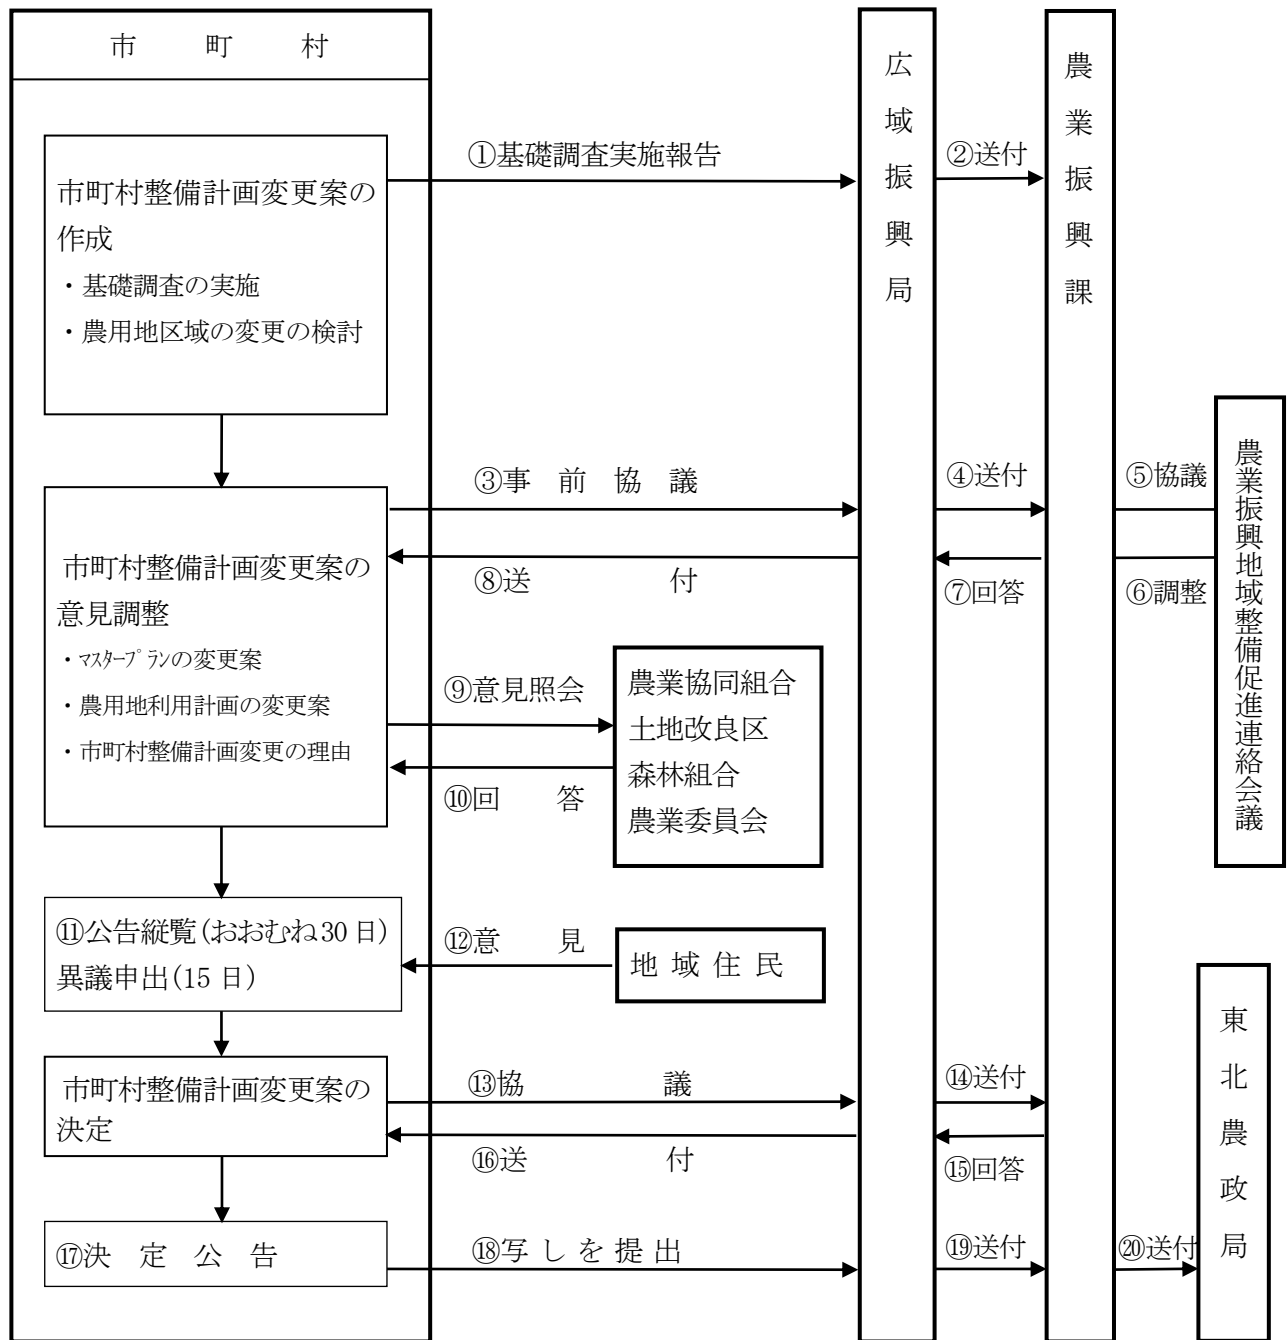 市町村
広域振興局
農業振興課
①基礎調査実施報告
②送付
市町村整備計画変更案の
作成
・基礎調査の実施
・農用地区域の変更の検討
③事前協議
④送付
⑤協議
農業振興地域整備促進連絡会議
⑧送付
⑦回答
⑥調整
市町村整備計画変更案の
意見調整
・ﾏｽﾀｰﾌﾟﾗﾝの変更案
・農用地利用計画の変更案
・市町村整備計画変更の理由
⑨意見照会
⑩回答
農業協同組合
土地改良区
森林組合
農業委員会
⑪公告縦覧(おおむね30日)
異議申出(15日)
⑫意見
地域住民
東北農政局
市町村整備計画変更案の
決定
⑬協議
⑭送付
⑯送付
⑮回答
⑰決定公告
⑱写しを提出
⑲送付
⑳送付